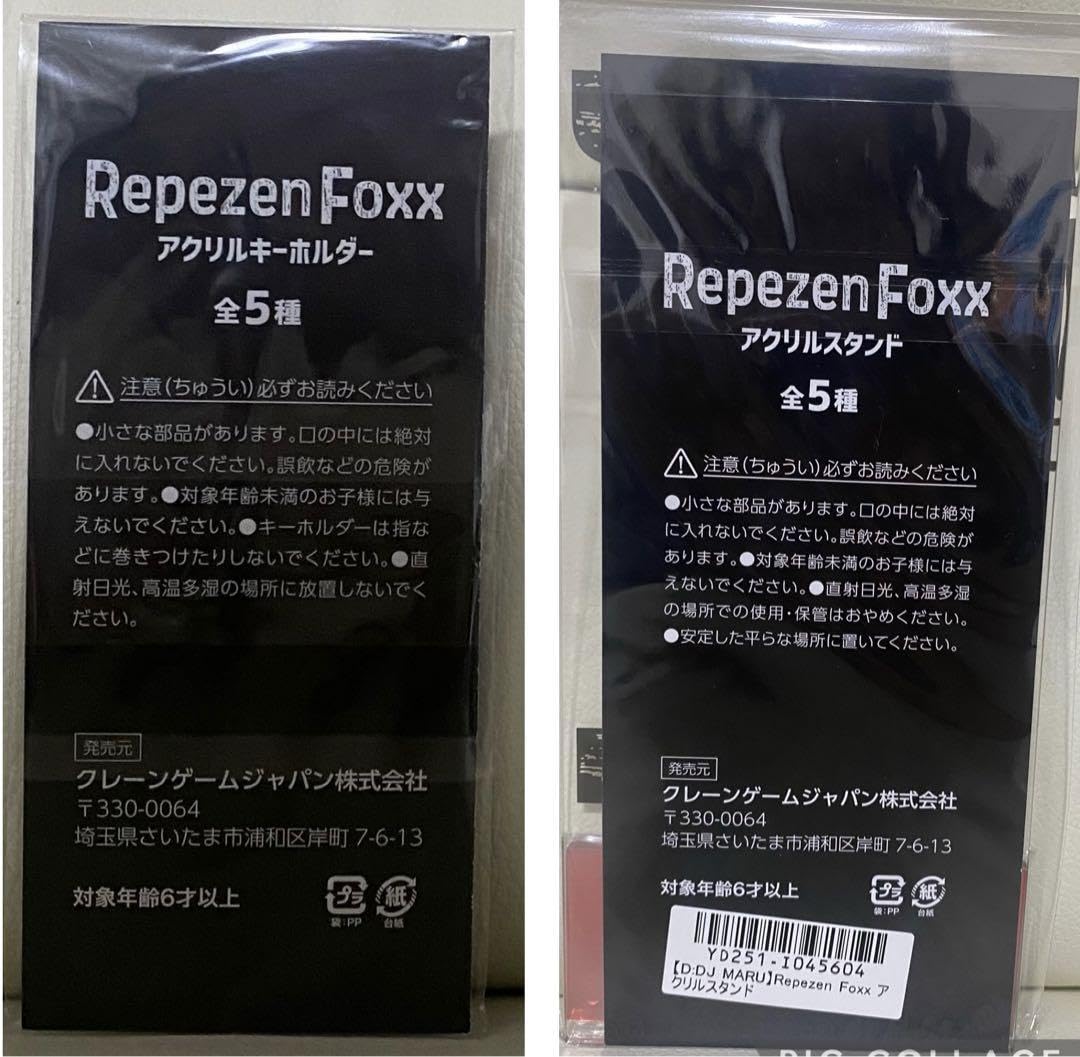 Repezen Foxx
アクリルキーホルダー
全5種
注意(ちゅうい)必ずお読みください
●小さな部品があります。口の中には絶対
に入れないでください。誤飲などの危険が
あります。●対象年齢未満のお子様には与
えないでください。●キーホルダーは指な
どに巻きつけたりしないでください。●直
射日光、高温多湿の場所に放置しないでく
ださい。
発売元
クレーンゲームジャパン株式会社
〒330-0064
埼玉県さいたま市浦和区岸町 7-6-13
対象年齢6才以上
プラ
袋:PP
紙
台紙
Repezen Foxx
アクリルスタンド
全5種
注意(ちゅうい)必ずお読みください
●小さな部品があります。口の中には絶対
に入れないでください。誤飲などの危険が
あります。●対象年齢未満のお子様には与
えないでください。●直射日光、高温多湿
の場所での使用・保管はおやめください。
●安定した平らな場所に置いてください。
発売元
クレーンゲームジャパン株式会社
〒330-0064
埼玉県さいたま市浦和区岸町 7-6-13
対象年齢6才以上
プラ
袋:PP
紙
台紙
YD251-I045604
【D:DJ MARU】Repezen Foxx ア
クリルスタンド
PIC COLLAGE